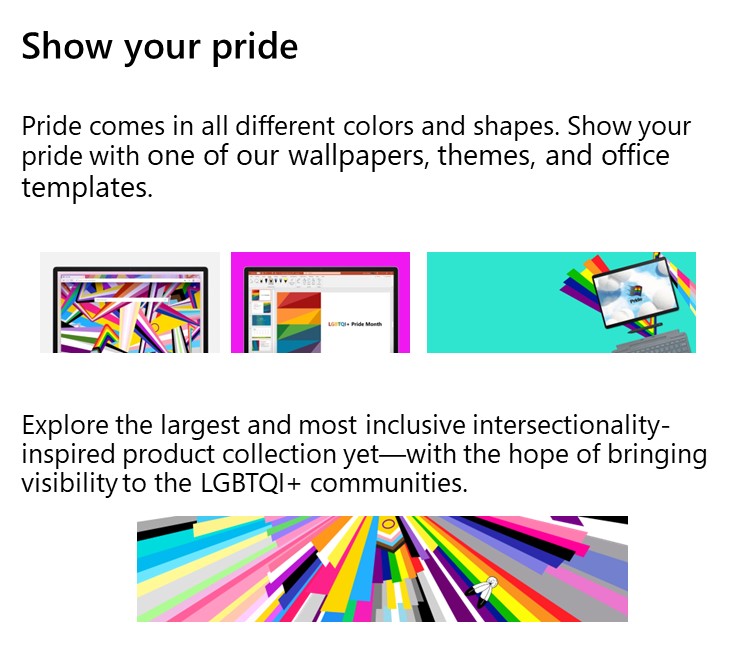 Show your pride
Pride comes in all different colors and shapes. Show your
pride with one of our wallpapers, themes, and office
templates.
LGBTQI+ Pride Month
Pride
Explore the largest and most inclusive intersectionality-
inspired product collection yet—with the hope of bringing
visibility to the LGBTQI+ communities.